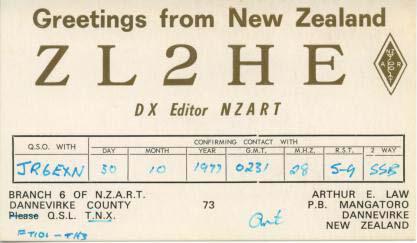 Greetings from New Zealand
ZL2HE
DX Editor NZART
Q.S.O. WITH CONFIRMING CONTACT WITH
DAY MONTH YEAR G.M.T. M.H.Z. R.S.T. 2 WAY
JR6EXN 30 10 1977 0231 28 5-9 SSB
BRANCH 6 OF N.Z.A.R.T. ARTHUR E. LAW
DANNEVIRKE COUNTY 73 P.B. MANGATORO
Please Q.S.L. T.N.X. Art DANNEVIRKE
NEW ZEALAND
FT101 - TH3